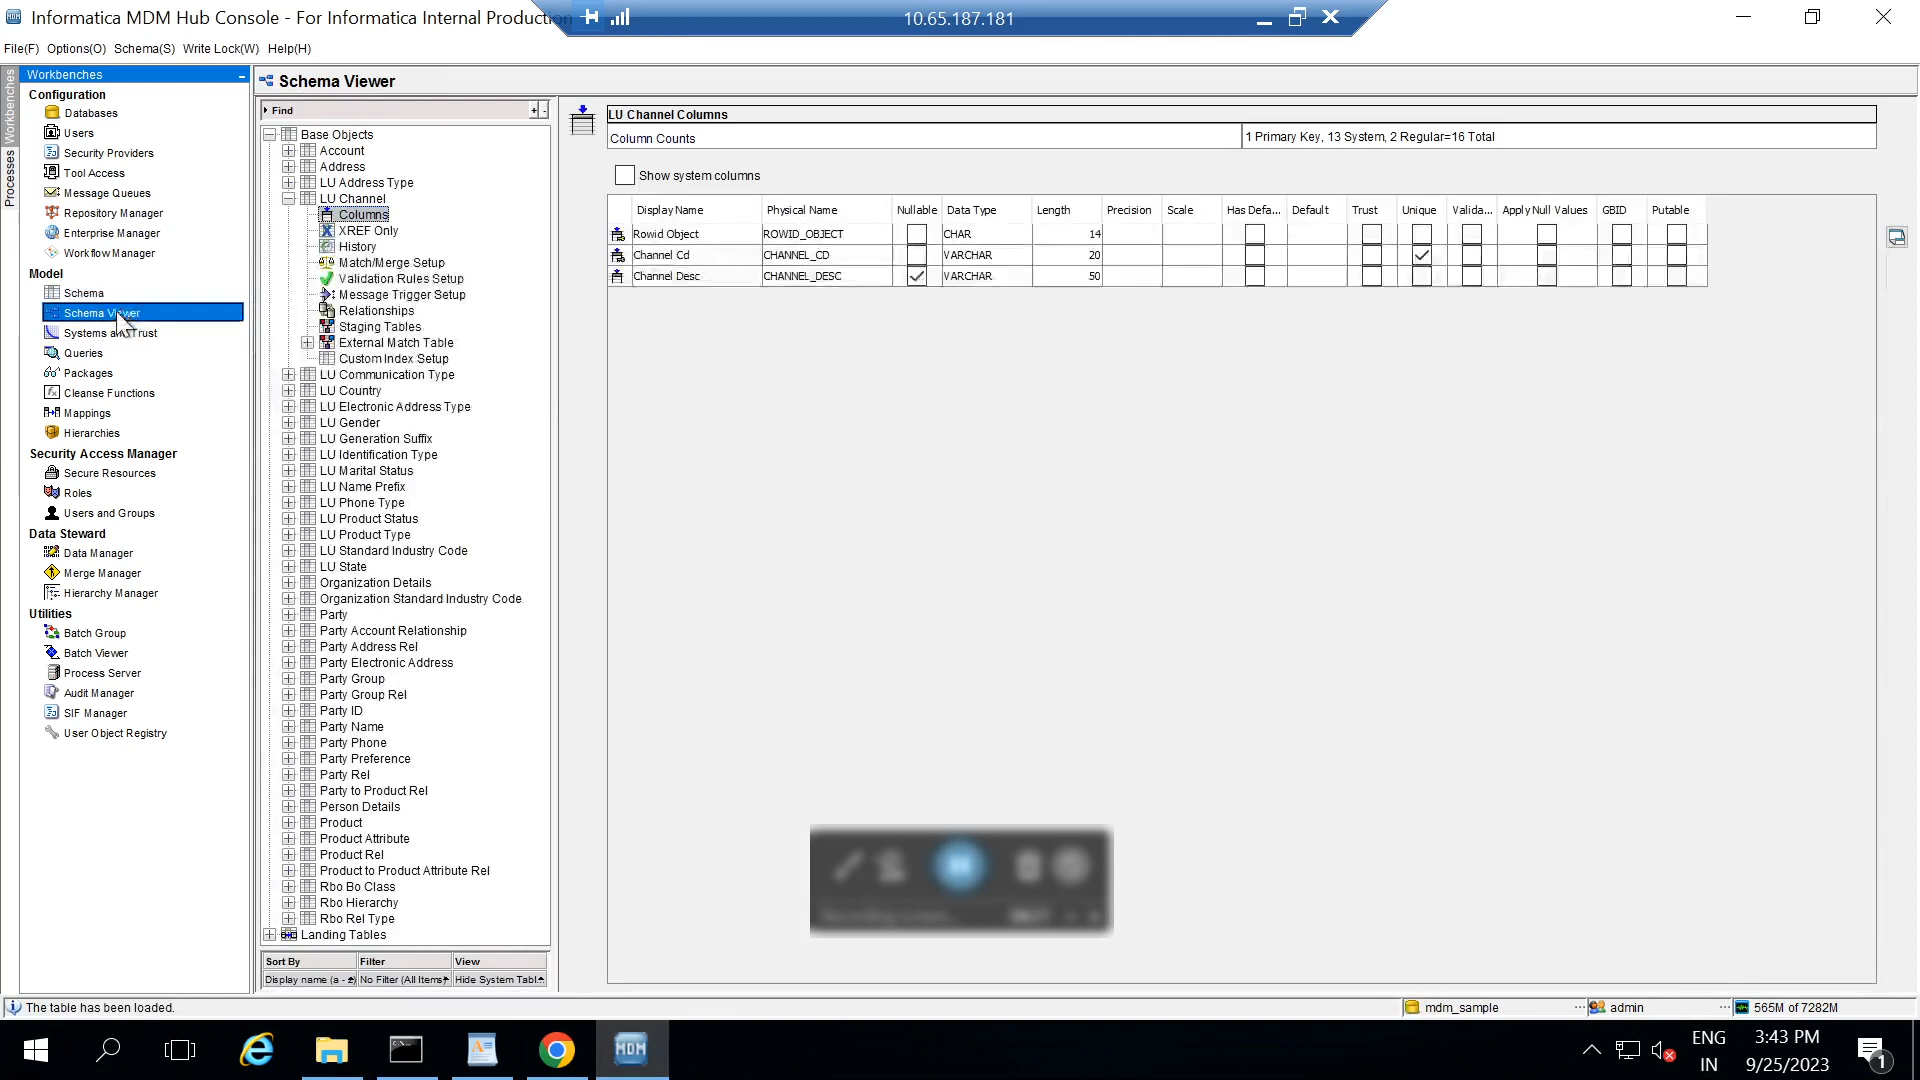 Informatica MDM Hub Console - For Informatica Internal Production
10.65.187.181
File(F) Options(O) Schema(S) Write Lock(W) Help(H)
Workbenches
Processes
Workbenches
Configuration
Databases
Users
Security Providers
Tool Access
Message Queues
Repository Manager
Enterprise Manager
Workflow Manager
Model
Schema
Schema Viewer
Systems and Trust
Queries
Packages
Cleanse Functions
Mappings
Hierarchies
Security Access Manager
Secure Resources
Roles
Users and Groups
Data Steward
Data Manager
Merge Manager
Hierarchy Manager
Utilities
Batch Group
Batch Viewer
Process Server
Audit Manager
SIF Manager
User Object Registry
Schema Viewer
Find
Base Objects
Account
Address
LU Address Type
LU Channel
Columns
XREF Only
History
Match/Merge Setup
Validation Rules Setup
Message Trigger Setup
Relationships
Staging Tables
External Match Table
Custom Index Setup
LU Communication Type
LU Country
LU Electronic Address Type
LU Gender
LU Generation Suffix
LU Identification Type
LU Marital Status
LU Name Prefix
LU Phone Type
LU Product Status
LU Product Type
LU Standard Industry Code
LU State
Organization Details
Organization Standard Industry Code
Party
Party Account Relationship
Party Address Rel
Party Electronic Address
Party Group
Party Group Rel
Party ID
Party Name
Party Phone
Party Preference
Party Rel
Party to Product Rel
Person Details
Product
Product Attribute
Product Rel
Product to Product Attribute Rel
Rbo Bo Class
Rbo Hierarchy
Rbo Rel Type
Landing Tables
Sort By Filter View
Display name (a - z) No Filter (All Items) Hide System Tabl...
LU Channel Columns
Column Counts 1 Primary Key, 13 System, 2 Regular=16 Total
Show system columns
Display Name Physical Name Nullable Data Type Length Precision Scale Has Defa... Default Trust Unique Valida... Apply Null Values GBID Putable
Rowid Object ROWID_OBJECT CHAR 14
Channel Cd CHANNEL_CD VARCHAR 20
Channel Desc CHANNEL_DESC VARCHAR 50
The table has been loaded.
mdm_sample ... admin ... 565M of 7282M
MDM
ENG
IN
3:43 PM
9/25/2023
1